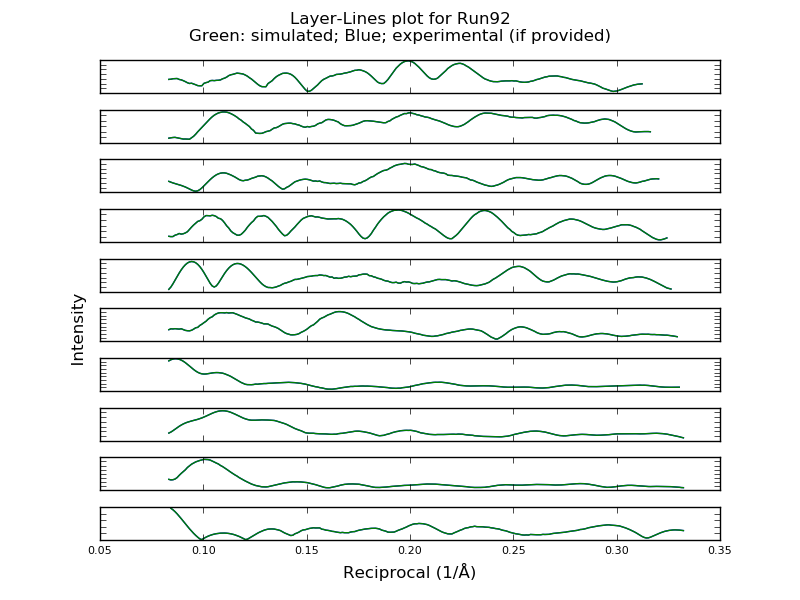 Layer-Lines plot for Run92
Green: simulated; Blue; experimental (if provided)
Intensity
0.05 0.10 0.15 0.20 0.25 0.30 0.35
Reciprocal (1/Å)